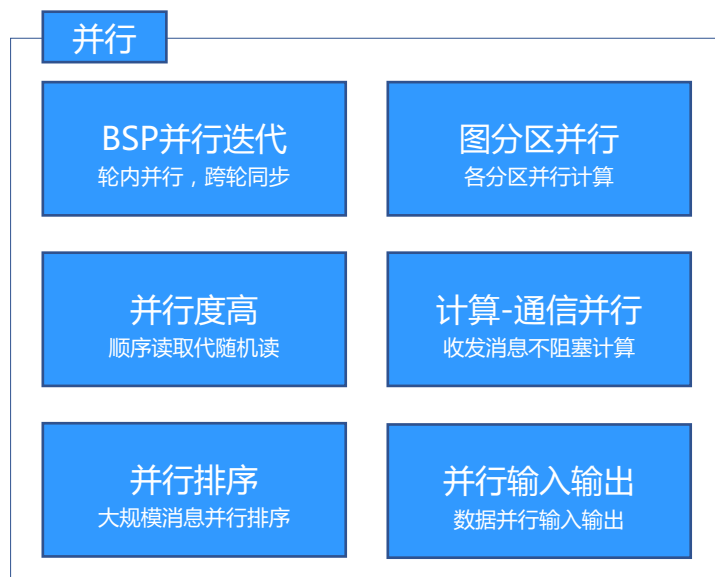 并行
BSP并行迭代
轮内并行，跨轮同步
图分区并行
各分区并行计算
并行度高
顺序读取代随机读
计算-通信并行
收发消息不阻塞计算
并行排序
大规模消息并行排序
并行输入输出
数据并行输入输出